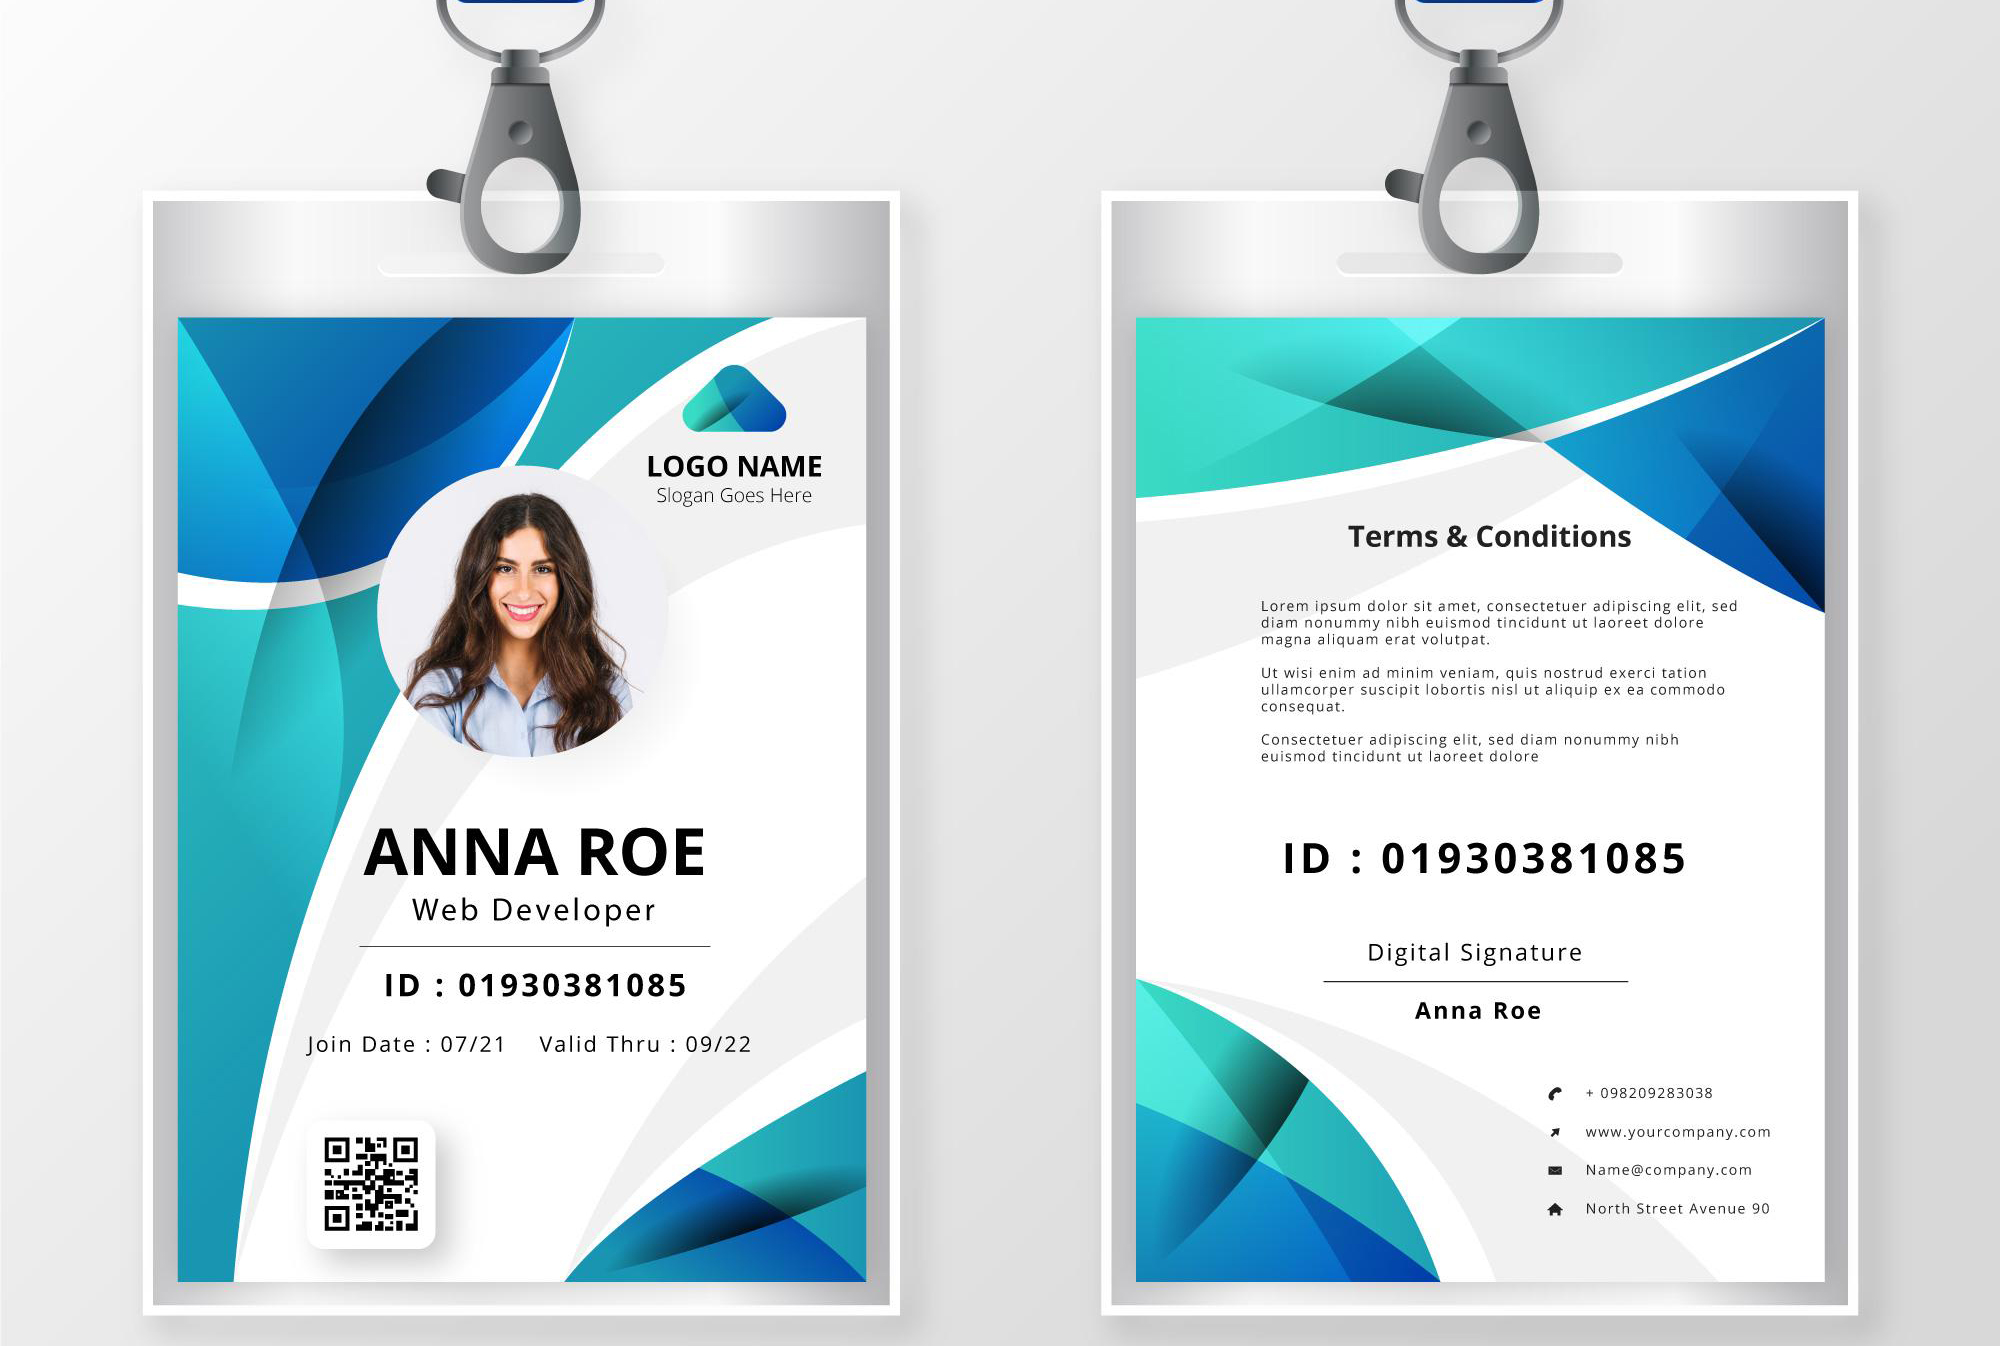 LOGO NAME
Slogan Goes Here
ANNA ROE
Web Developer
ID : 01930381085
Join Date : 07/21 Valid Thru : 09/22
Terms & Conditions
Lorem ipsum dolor sit amet, consectetuer adipiscing elit, sed
diam nonummy nibh euismod tincidunt ut laoreet dolore
magna aliquam erat volutpat.
Ut wisi enim ad minim veniam, quis nostrud exerci tation
ullamcorper suscipit lobortis nisl ut aliquip ex ea commodo
consequat.
Consectetuer adipiscing elit, sed diam nonummy nibh
euismod tincidunt ut laoreet dolore
ID : 01930381085
Digital Signature
Anna Roe
+ 098209283038
www.yourcompany.com
Name@company.com
North Street Avenue 90